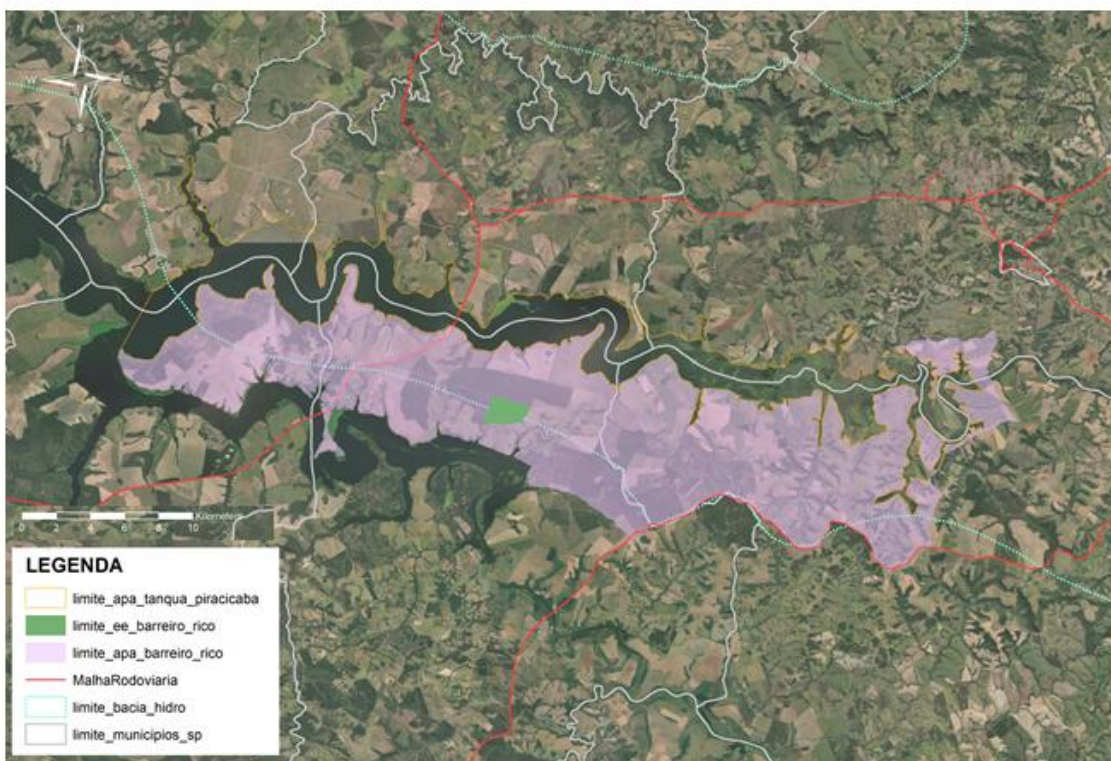 N
W E
S
0 2 4 6 8 10 Kilometers
LEGENDA
limite_apa_tanqua_piracicaba
limite_ee_barreiro_rico
limite_apa_barreiro_rico
MalhaRodoviaria
limite_bacia_hidro
limite_municipios_sp